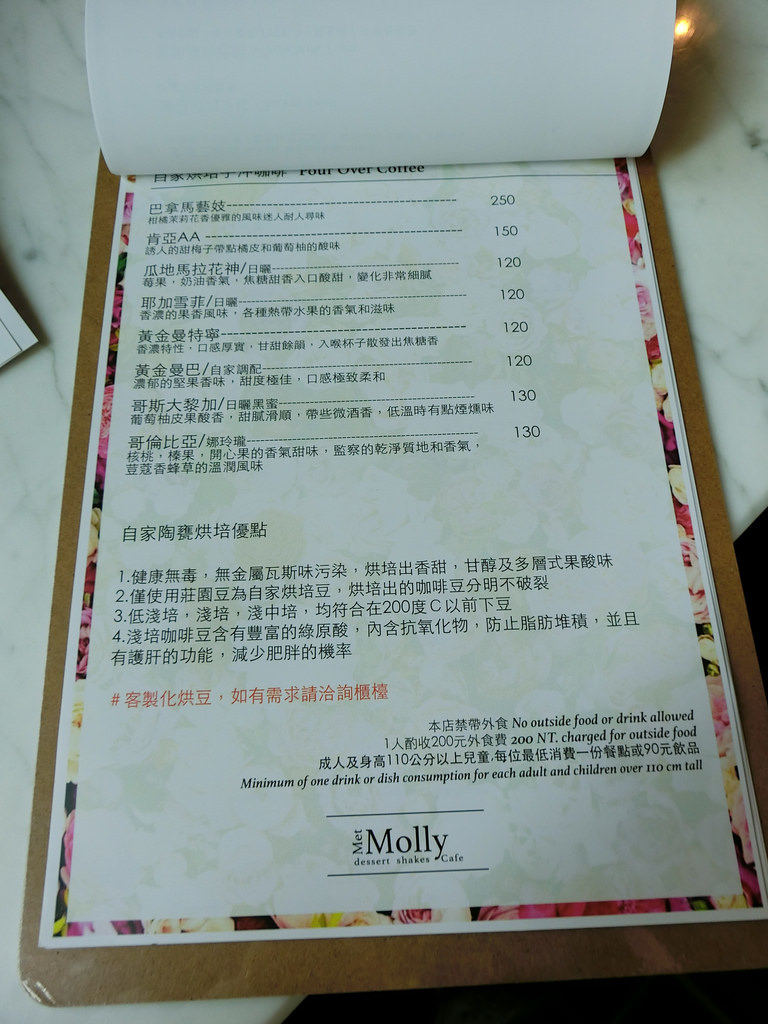 自家烘培手沖咖啡 Pour Over Coffee
巴拿馬藝妓 250
柑橘茉莉花香優雅的風味迷人耐人尋味
肯亞AA 150
誘人的甜梅子帶點橘皮和葡萄柚的酸味
瓜地馬拉花神/日曬 120
莓果，奶油香氣，焦糖甜香入口酸甜，變化非常細膩
耶加雪菲/日曬 120
香濃的果香風味，各種熱帶水果的香氣和滋味
黃金曼特寧 120
香濃特性，口感厚實，甘甜餘韻，入喉杯子散發出焦糖香
黃金曼巴/自家調配 120
濃郁的堅果香味，甜度極佳，口感極致柔和
哥斯大黎加/日曬黑蜜 130
葡萄柚皮果酸香，甜膩滑順，帶些微酒香，低溫時有點煙燻味
哥倫比亞/娜玲瓏 130
核桃，榛果，開心果的香氣甜味，監察的乾淨質地和香氣，
荳蔻香蜂草的溫潤風味
自家陶甕烘培優點
1.健康無毒，無金屬瓦斯味污染，烘培出香甜，甘醇及多層式果酸味
2.僅使用莊園豆為自家烘培豆，烘培出的咖啡豆分明不破裂
3.低淺培，淺培，淺中培，均符合在200度C以前下豆
4.淺培咖啡豆含有豐富的綠原酸，內含抗氧化物，防止脂肪堆積，並且
有護肝的功能，減少肥胖的機率
# 客製化烘豆，如有需求請洽詢櫃檯
本店禁帶外食 No outside food or drink allowed
1人酌收200元外食費 200 NT. charged for outside food
成人及身高110公分以上兒童,每位最低消費一份餐點或90元飲品
Minimum of one drink or dish consumption for each adult and children over 110 cm tall
Met Molly
dessert shakes Cafe